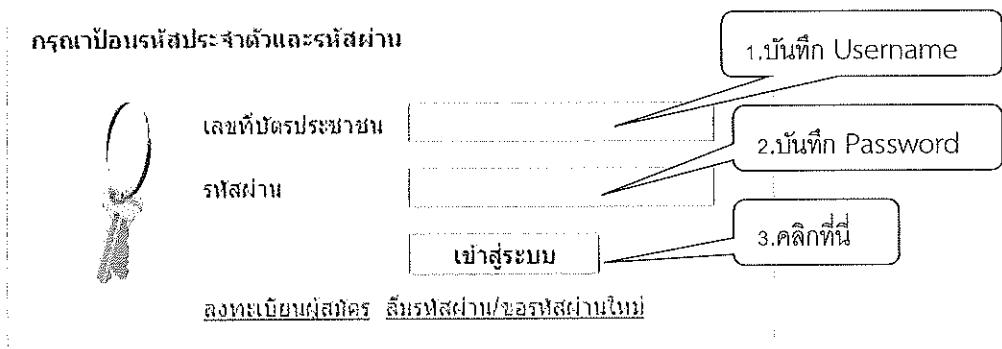 กรุณาป้อนรหัสประจำตัวและรหัสผ่าน
1.บันทึก Username
เลขที่บัตรประชาชน
2.บันทึก Password
รหัสผ่าน
3.คลิกที่นี่
เข้าสู่ระบบ
ลงทะเบียนผู้สมัคร ลืมรหัสผ่าน/ขอรหัสผ่านใหม่